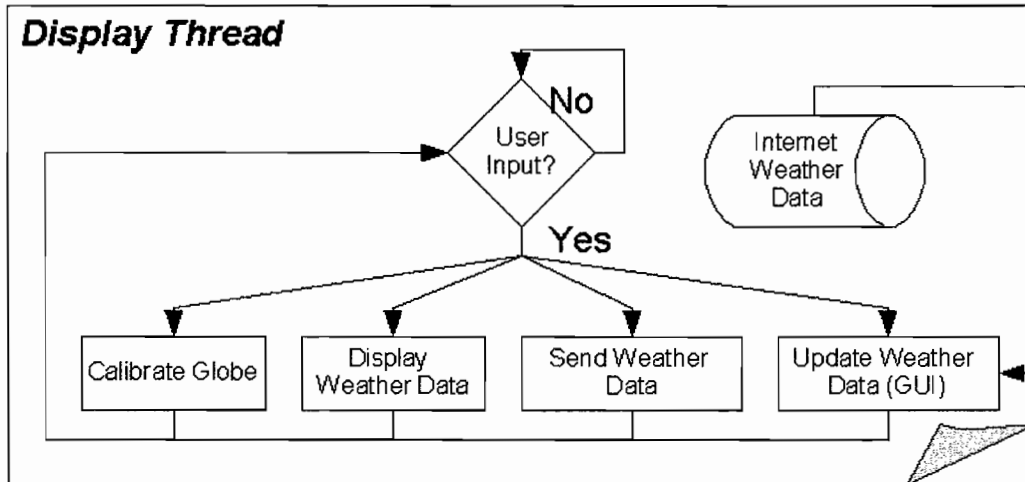 Display Thread
No
User
Input?
Internet
Weather
Data
Yes
Calibrate Globe
Display
Weather Data
Send Weather
Data
Update Weather
Data (GUI)